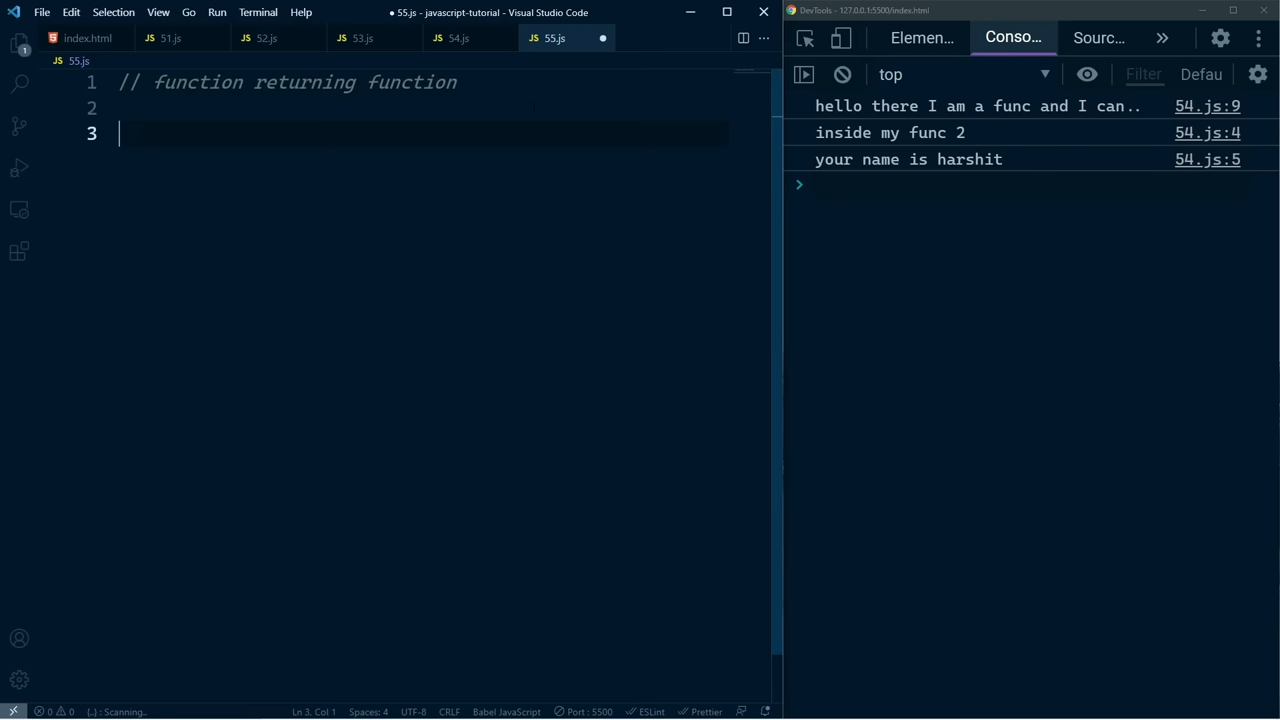 File Edit Selection View Go Run Terminal Help ● 55.js - javascript-tutorial - Visual Studio Code
index.html JS 51.js JS 52.js JS 53.js JS 54.js JS 55.js
JS 55.js
1 // function returning function
2
3
1
0 0 {..} : Scanning.. Ln 3, Col 1 Spaces: 4 UTF-8 CRLF Babel JavaScript Port : 5500 ESLint Prettier
DevTools - 127.0.0.1:5500/index.html
Elemen... Conso... Sourc...
top Filter Defau
hello there I am a func and I can.. 54.js:9
inside my func 2 54.js:4
your name is harshit 54.js:5
>